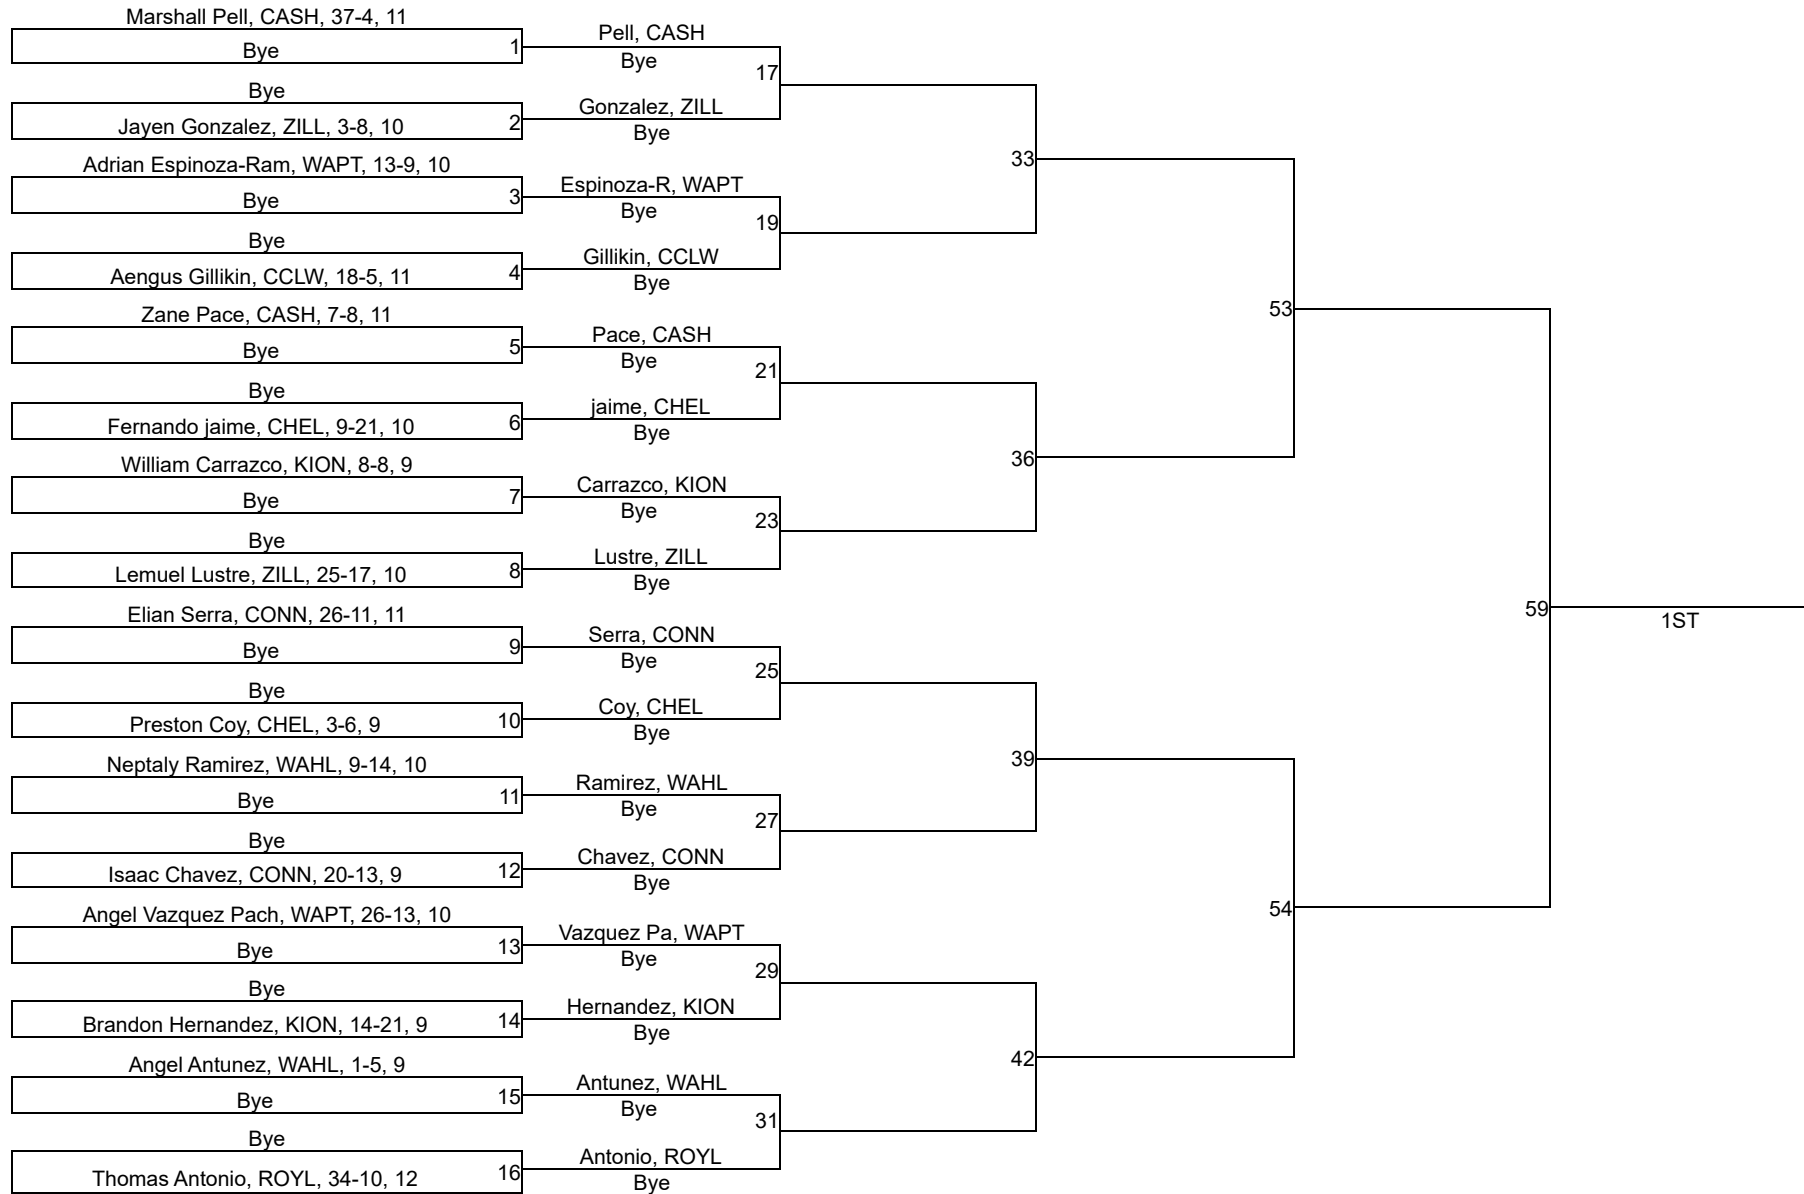 Marshall Pell, CASH, 37-4, 11
Bye
1
Bye
Jayen Gonzalez, ZILL, 3-8, 10
2
Adrian Espinoza-Ram, WAPT, 13-9, 10
Bye
3
Bye
Aengus Gillikin, CCLW, 18-5, 11
4
Zane Pace, CASH, 7-8, 11
Bye
5
Bye
Fernando jaime, CHEL, 9-21, 10
6
William Carrazco, KION, 8-8, 9
Bye
7
Bye
Lemuel Lustre, ZILL, 25-17, 10
8
Elian Serra, CONN, 26-11, 11
Bye
9
Bye
Preston Coy, CHEL, 3-6, 9
10
Neptaly Ramirez, WAHL, 9-14, 10
Bye
11
Bye
Isaac Chavez, CONN, 20-13, 9
12
Angel Vazquez Pach, WAPT, 26-13, 10
Bye
13
Bye
Brandon Hernandez, KION, 14-21, 9
14
Angel Antunez, WAHL, 1-5, 9
Bye
15
Bye
Thomas Antonio, ROYL, 34-10, 12
16
Pell, CASH
Bye
17
Gonzalez, ZILL
Bye
Espinoza-R, WAPT
Bye
19
Gillikin, CCLW
Bye
Pace, CASH
Bye
21
jaime, CHEL
Bye
Carrazco, KION
Bye
23
Lustre, ZILL
Bye
Serra, CONN
Bye
25
Coy, CHEL
Bye
Ramirez, WAHL
Bye
27
Chavez, CONN
Bye
Vazquez Pa, WAPT
Bye
29
Hernandez, KION
Bye
Antunez, WAHL
Bye
31
Antonio, ROYL
Bye
33
36
39
42
53
54
59
1ST